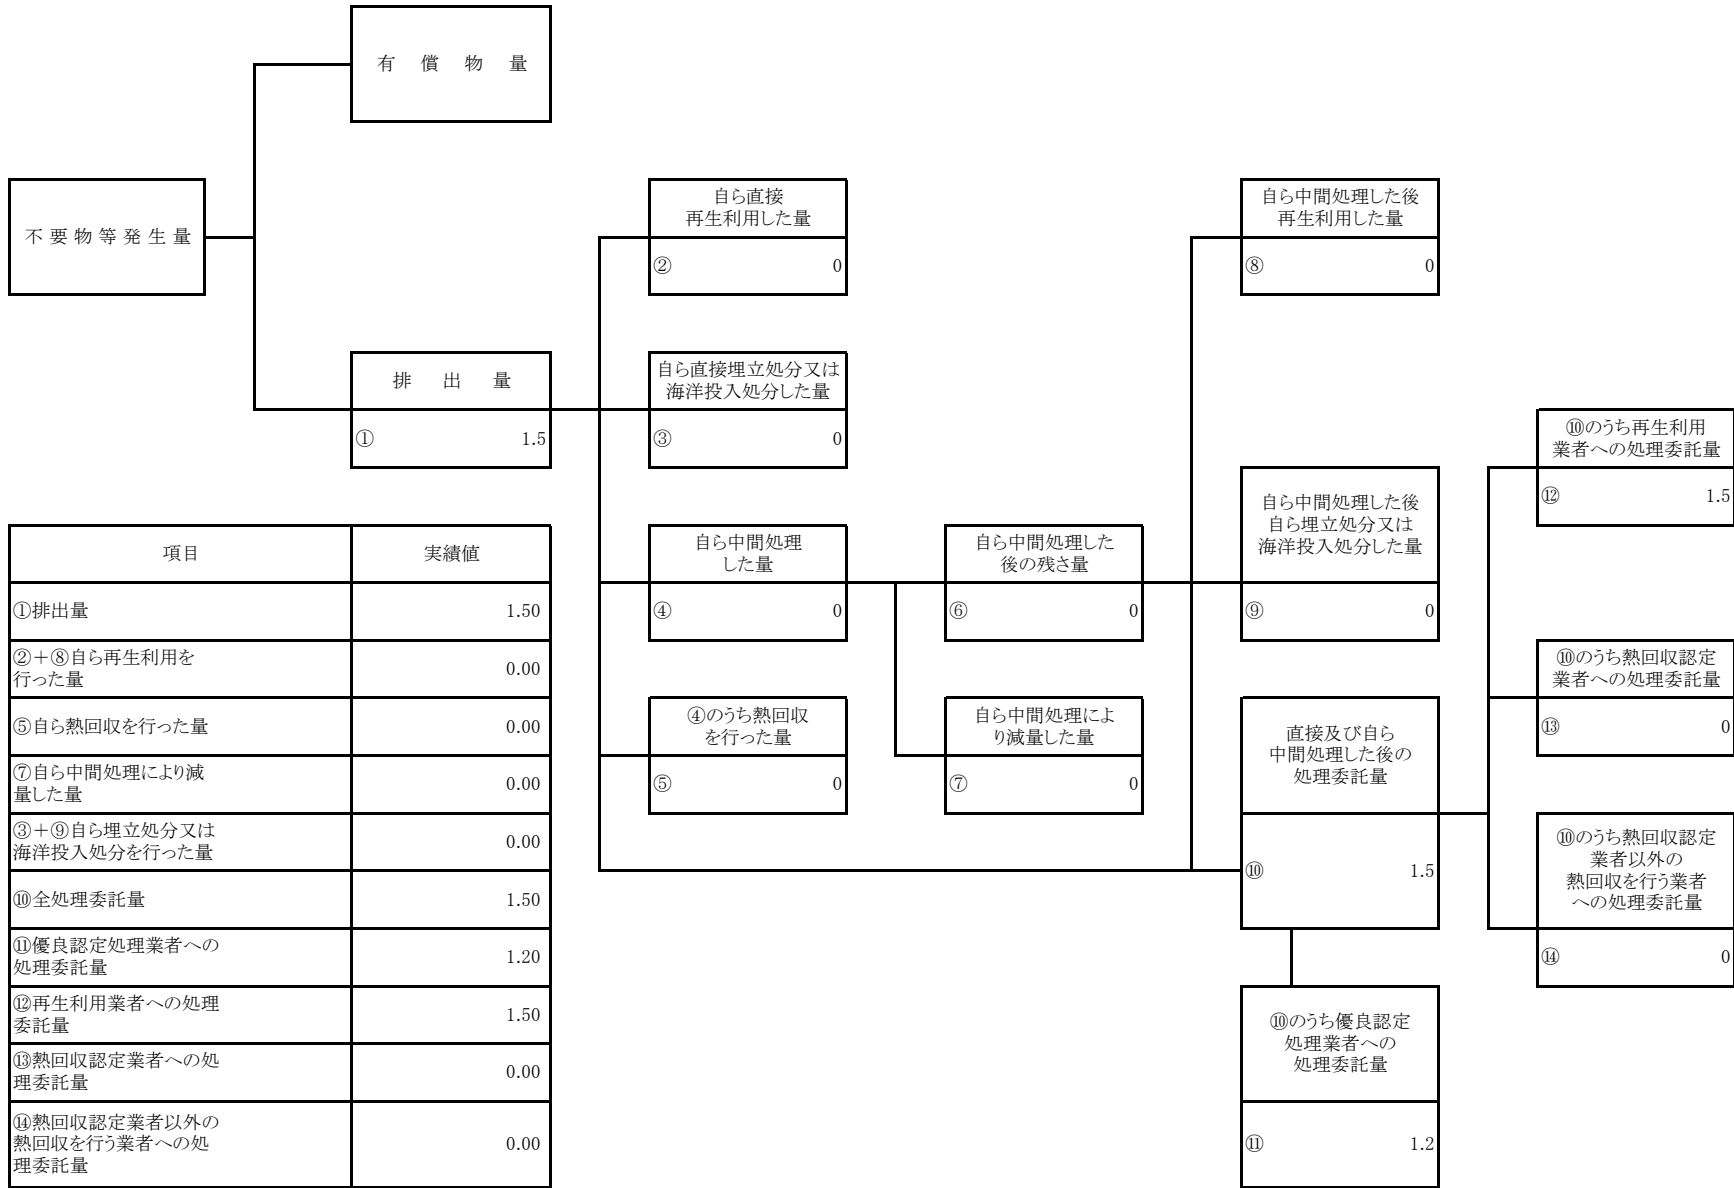 有償物量
不要物等発生量
排出量
① 1.5
自ら直接
再生利用した量
② 0
自ら直接埋立処分又は
海洋投入処分した量
③ 0
自ら中間処理
した量
④ 0
④のうち熱回収
を行った量
⑤ 0
自ら中間処理した
後の残さ量
⑥ 0
自ら中間処理によ
り減量した量
⑦ 0
自ら中間処理した後
再生利用した量
⑧ 0
自ら中間処理した後
自ら埋立処分又は
海洋投入処分した量
⑨ 0
直接及び自ら
中間処理した後の
処理委託量
⑩ 1.5
⑩のうち優良認定
処理業者への
処理委託量
⑪ 1.2
⑩のうち再生利用
業者への処理委託量
⑫ 1.5
⑩のうち熱回収認定
業者への処理委託量
⑬ 0
⑩のうち熱回収認定
業者以外の
熱回収を行う業者
への処理委託量
⑭ 0
項目 実績値
①排出量 1.50
②+⑧自ら再生利用を
行った量 0.00
⑤自ら熱回収を行った量 0.00
⑦自ら中間処理により減
量した量 0.00
③+⑨自ら埋立処分又は
海洋投入処分を行った量 0.00
⑩全処理委託量 1.50
⑪優良認定処理業者への
処理委託量 1.20
⑫再生利用業者への処理
委託量 1.50
⑬熱回収認定業者への処
理委託量 0.00
⑭熱回収認定業者以外の
熱回収を行う業者への処
理委託量 0.00